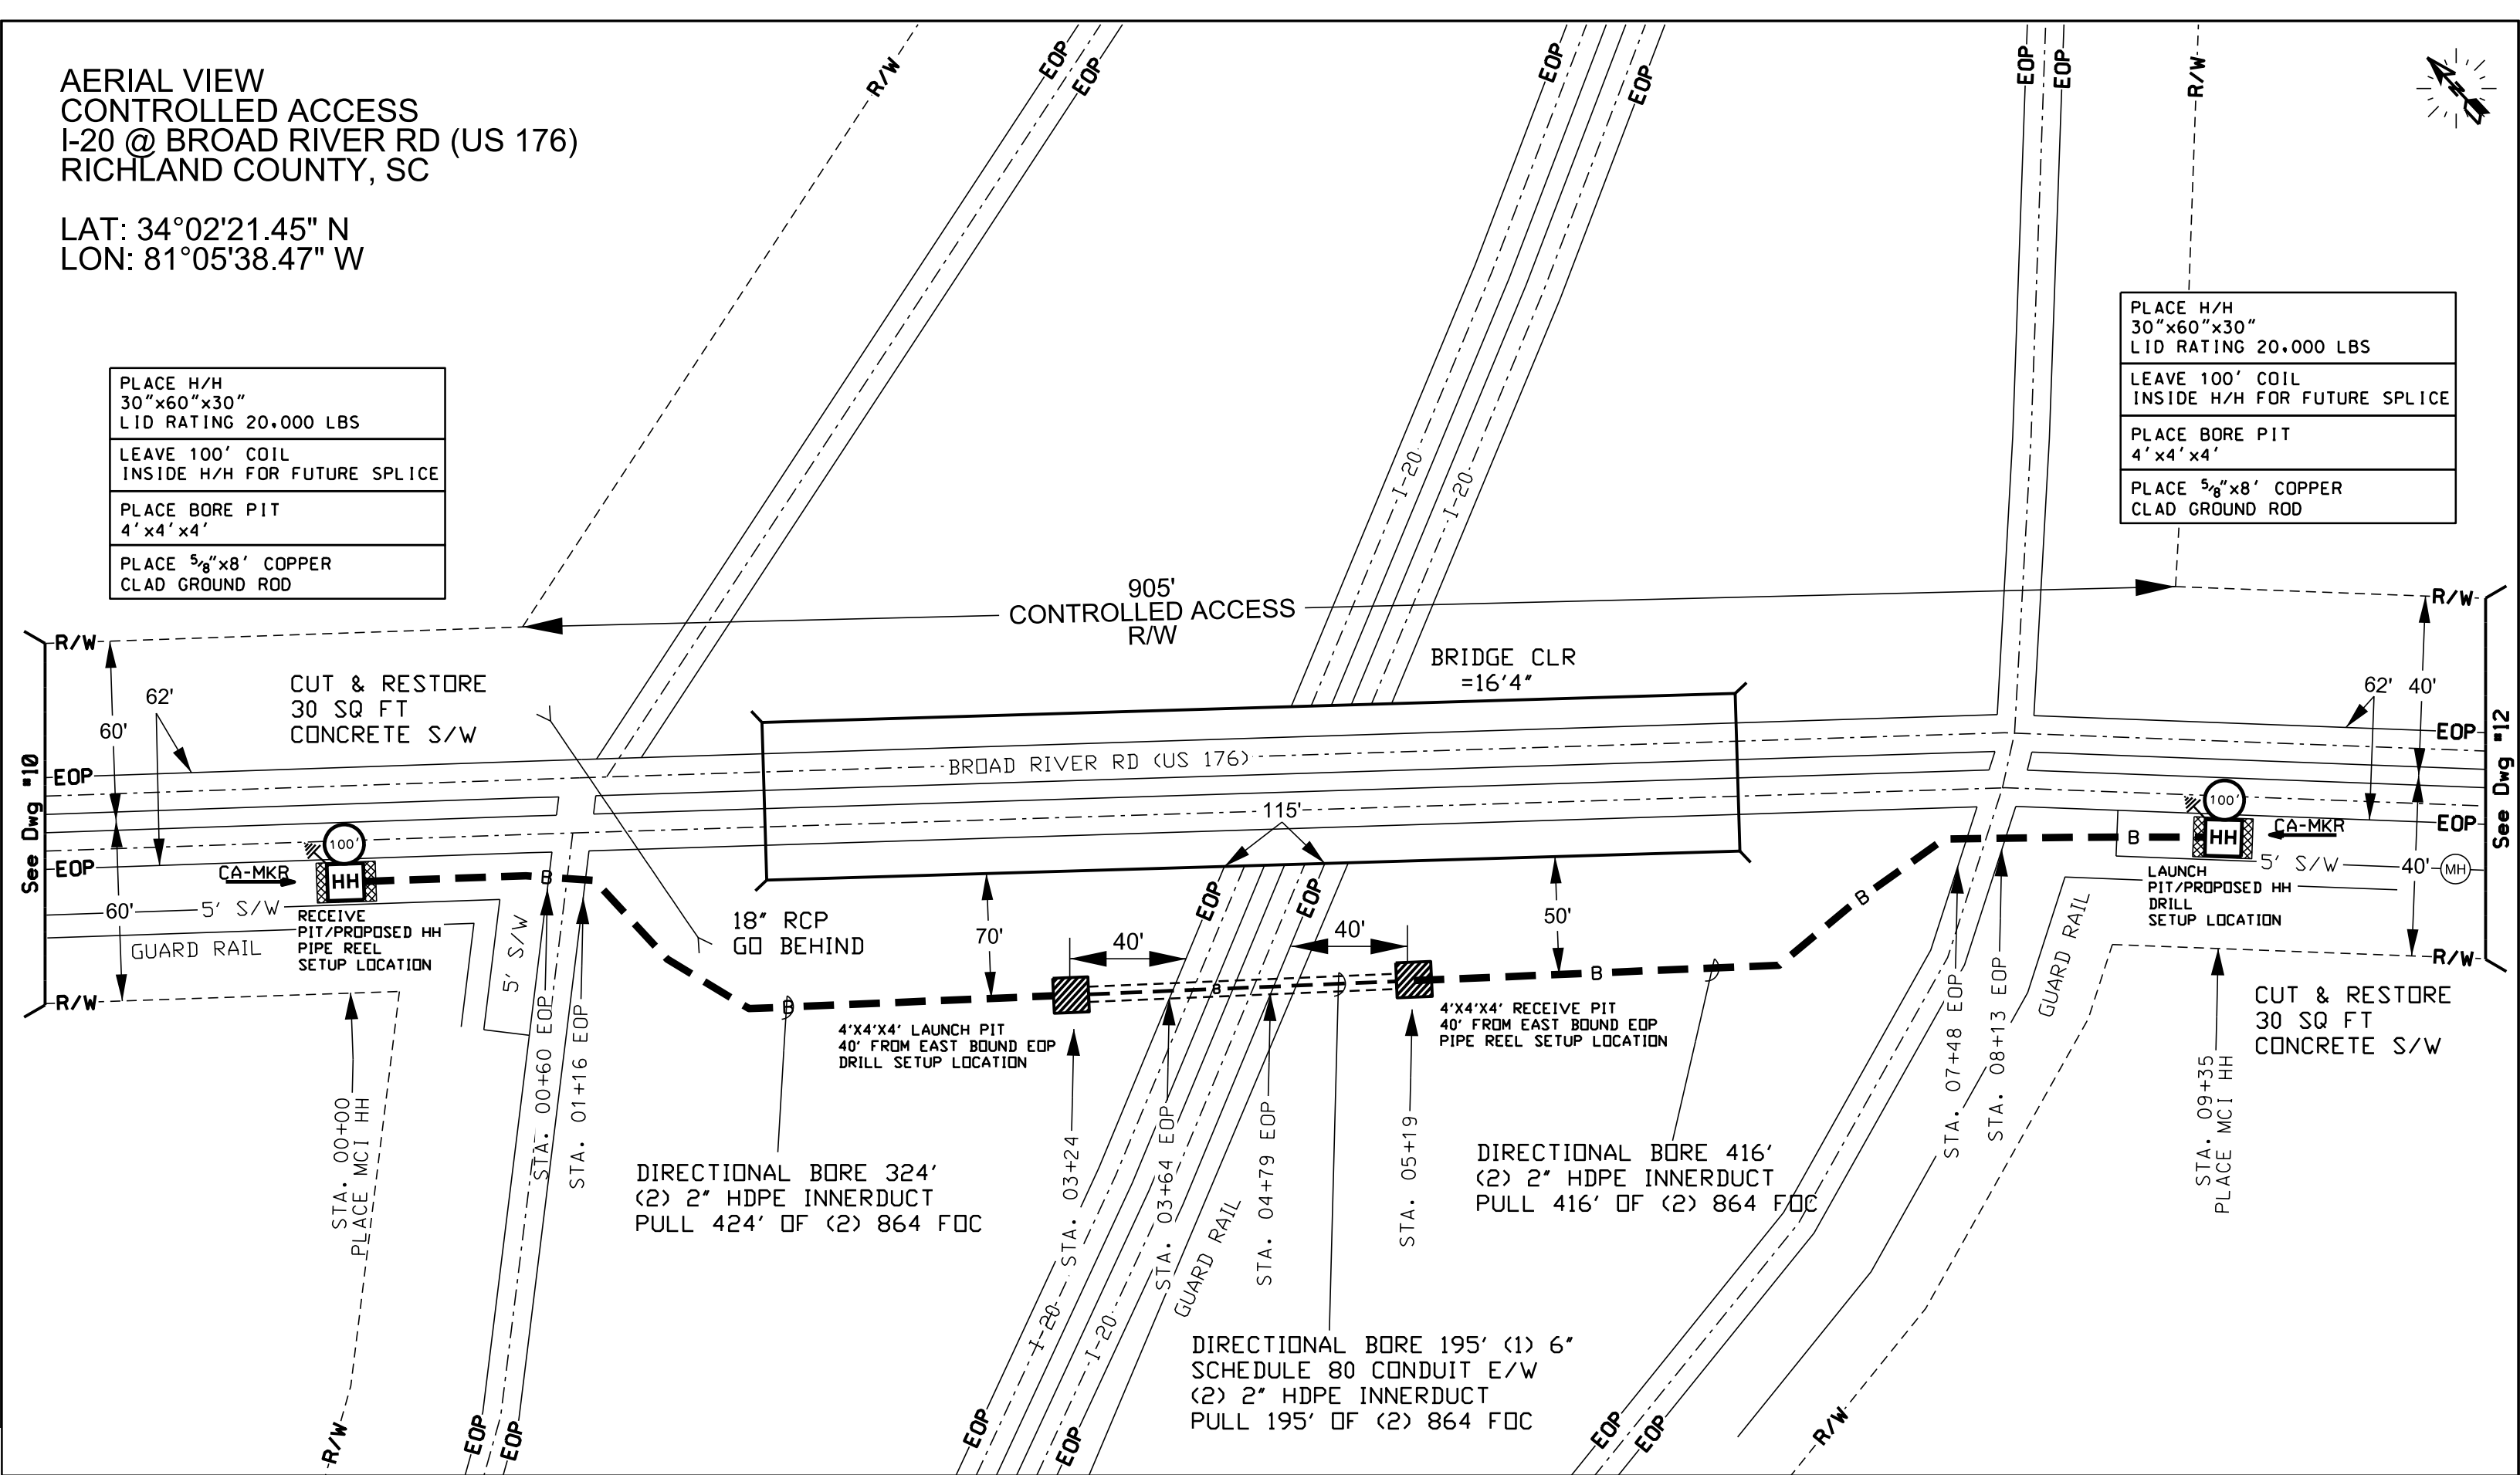 AERIAL VIEW
CONTROLLED ACCESS
I-20 @ BROAD RIVER RD (US 176)
RICHLAND COUNTY, SC
LAT: 34°02'21.45" N
LON: 81°05'38.47" W
R/W
EOP
EOP
EOP
EOP
EOP
EOP
R/W
N
PLACE H/H
30"x60"x30"
LID RATING 20,000 LBS
LEAVE 100' COIL
INSIDE H/H FOR FUTURE SPLICE
PLACE BORE PIT
4'x4'x4'
PLACE 5/8"x8' COPPER
CLAD GROUND ROD
PLACE H/H
30"x60"x30"
LID RATING 20,000 LBS
LEAVE 100' COIL
INSIDE H/H FOR FUTURE SPLICE
PLACE BORE PIT
4'x4'x4'
PLACE 5/8"x8' COPPER
CLAD GROUND ROD
I-20
I-20
905'
CONTROLLED ACCESS
R/W
R/W
R/W
BRIDGE CLR
=16'4"
CUT & RESTORE
30 SQ FT
CONCRETE S/W
62'
60'
62'
40'
See Dwg #10
See Dwg #12
EOP
EOP
BROAD RIVER RD (US 176)
115'
EOP
EOP
100'
HH
CA-MKR
B
100'
HH
CA-MKR
B
60'
5' S/W
GUARD RAIL
R/W
RECEIVE
PIT/PROPOSED HH
PIPE REEL
SETUP LOCATION
5' S/W
18" RCP
GO BEHIND
70'
40'
EOP
EOP
40'
50'
B
LAUNCH
PIT/PROPOSED HH
DRILL
SETUP LOCATION
5' S/W
40'
MH
R/W
GUARD RAIL
B
B
B
4'X4'X4' LAUNCH PIT
40' FROM EAST BOUND EOP
DRILL SETUP LOCATION
4'X4'X4' RECEIVE PIT
40' FROM EAST BOUND EOP
PIPE REEL SETUP LOCATION
CUT & RESTORE
30 SQ FT
CONCRETE S/W
STA. 00+00
PLACE MCI HH
STA. 00+60 EOP
STA. 01+16 EOP
STA. 03+24
STA. 03+64 EOP
STA. 04+79 EOP
STA. 05+19
STA. 07+48 EOP
STA. 08+13 EOP
STA. 09+35
PLACE MCI HH
DIRECTIONAL BORE 324'
(2) 2" HDPE INNERDUCT
PULL 424' OF (2) 864 FOC
DIRECTIONAL BORE 416'
(2) 2" HDPE INNERDUCT
PULL 416' OF (2) 864 FOC
GUARD RAIL
I-20
I-20
DIRECTIONAL BORE 195' (1) 6"
SCHEDULE 80 CONDUIT E/W
(2) 2" HDPE INNERDUCT
PULL 195' OF (2) 864 FOC
R/W
EOP
EOP
EOP
EOP
EOP
EOP
R/W